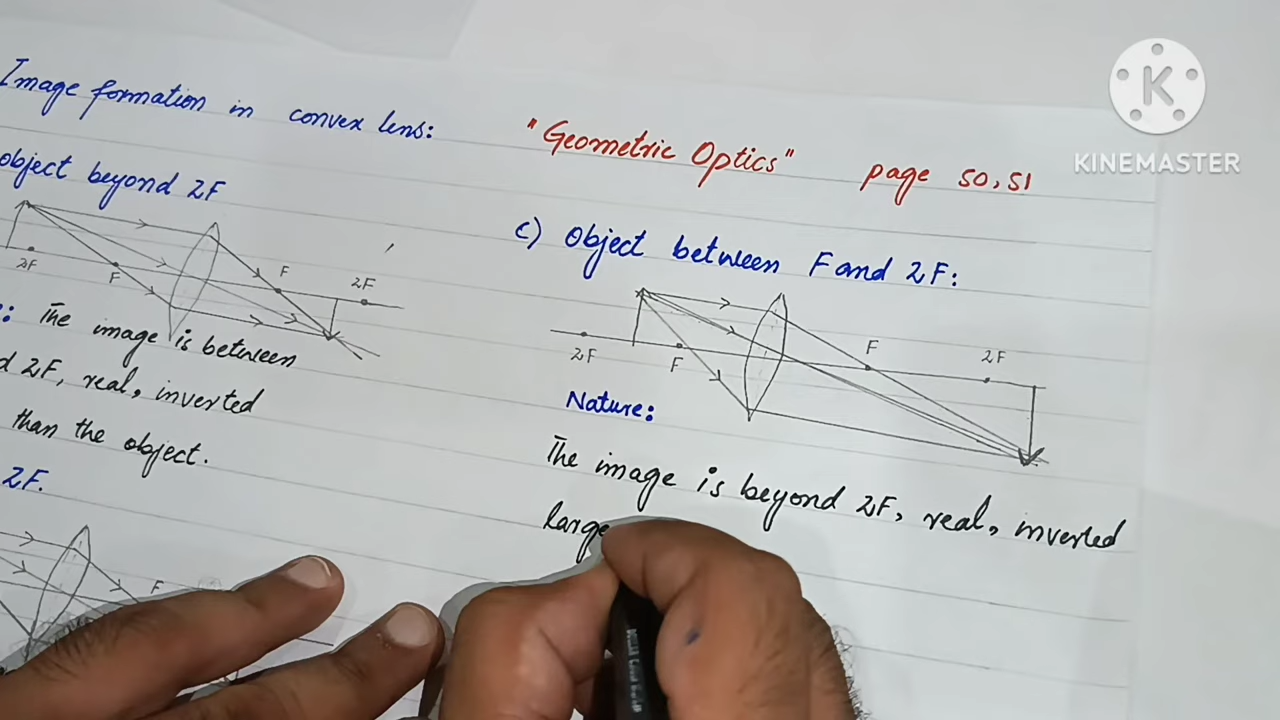 Image formation in convex lens:
object beyond 2F
2F F F 2F
The image is between
2F, real, inverted
than the object.
2F.
F
"Geometric Optics" page 50, 51
c) Object between F and 2F:
2F F F 2F
Nature:
The image is beyond 2F, real, inverted
large
K
KINEMASTER